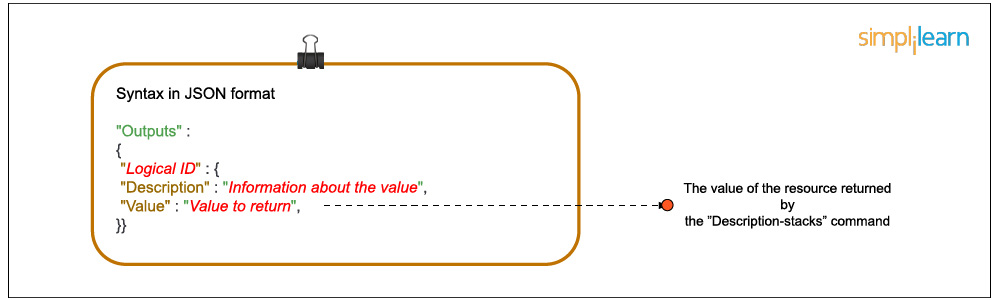 simplilearn
Syntax in JSON format
"Outputs" :
{
"Logical ID" : {
"Description" : "Information about the value",
"Value" : "Value to return",
}}
The value of the resource returned
by
the ”Description-stacks” command